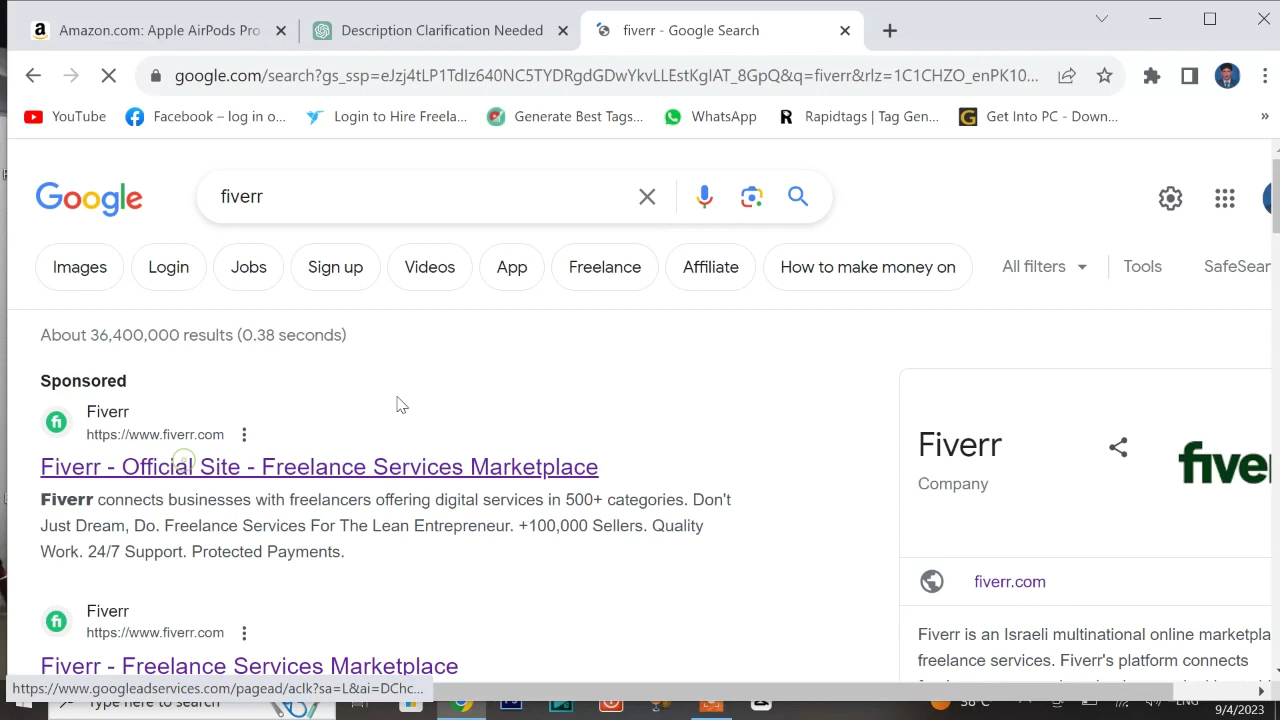 Amazon.com: Apple AirPods Pro
Description Clarification Needed
fiverr - Google Search
google.com/search?gs_ssp=eJzj4tLP1TdIz640NC5TYDRgdGDwYkvLLEstKgIAT_8GpQ&q=fiverr&rlz=1C1CHZO_enPK10...
YouTube
Facebook – log in o...
Login to Hire Freela...
Generate Best Tags...
WhatsApp
Rapidtags | Tag Gen...
Get Into PC - Down...
»
Google
fiverr
Images
Login
Jobs
Sign up
Videos
App
Freelance
Affiliate
How to make money on
All filters
Tools
SafeSear
About 36,400,000 results (0.38 seconds)
Sponsored
Fiverr
https://www.fiverr.com
Fiverr - Official Site - Freelance Services Marketplace
Fiverr connects businesses with freelancers offering digital services in 500+ categories. Don't
Just Dream, Do. Freelance Services For The Lean Entrepreneur. +100,000 Sellers. Quality
Work. 24/7 Support. Protected Payments.
Fiverr
https://www.fiverr.com
Fiverr - Freelance Services Marketplace
Fiverr
Company
five
fiverr.com
Fiverr is an Israeli multinational online marketpla
freelance services. Fiverr's platform connects
https://www.googleadservices.com/pagead/aclk?sa=L&ai=DChc...
Type here to search
9/4/2023